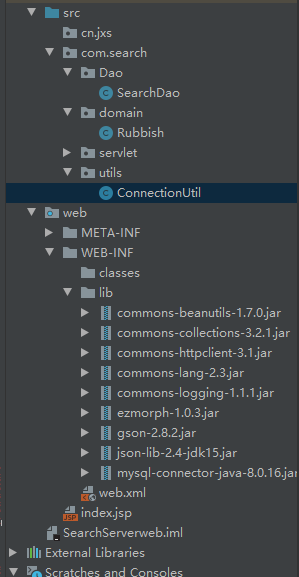 src
cn.jxs
com.search
Dao
SearchDao
domain
Rubbish
servlet
utils
ConnectionUtil
web
META-INF
WEB-INF
classes
lib
commons-beanutils-1.7.0.jar
commons-collections-3.2.1.jar
commons-httpclient-3.1.jar
commons-lang-2.3.jar
commons-logging-1.1.1.jar
ezmorph-1.0.3.jar
gson-2.8.2.jar
json-lib-2.4-jdk15.jar
mysql-connector-java-8.0.16.jar
web.xml
index.jsp
SearchServerweb.iml
External Libraries
Scratches and Consoles